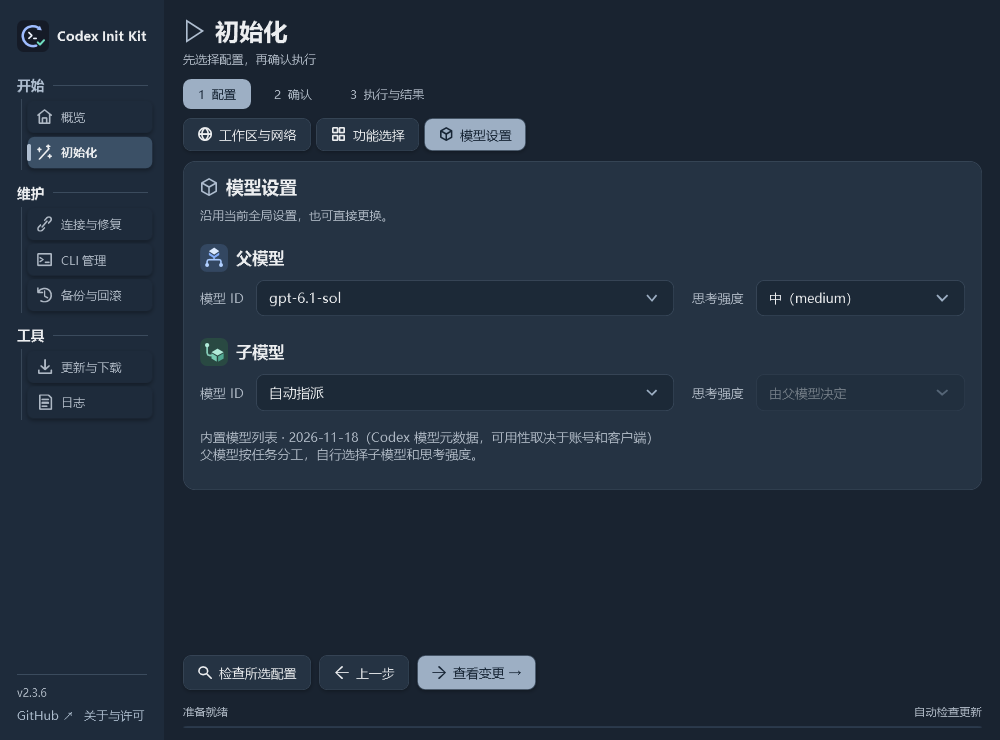 Codex Init Kit
开始
概览
初始化
维护
连接与修复
CLI 管理
备份与回滚
工具
更新与下载
日志
v2.3.6
GitHub ↗ 关于与许可
初始化
先选择配置，再确认执行
1 配置 2 确认 3 执行与结果
工作区与网络 功能选择 模型设置
模型设置
沿用当前全局设置，也可直接更换。
父模型
模型 ID gpt-6.1-sol 思考强度 中（medium）
子模型
模型 ID 自动指派 思考强度 由父模型决定
内置模型列表 · 2026-11-18（Codex 模型元数据，可用性取决于账号和客户端）
父模型按任务分工，自行选择子模型和思考强度。
检查所选配置 上一步 查看变更 →
准备就绪 自动检查更新